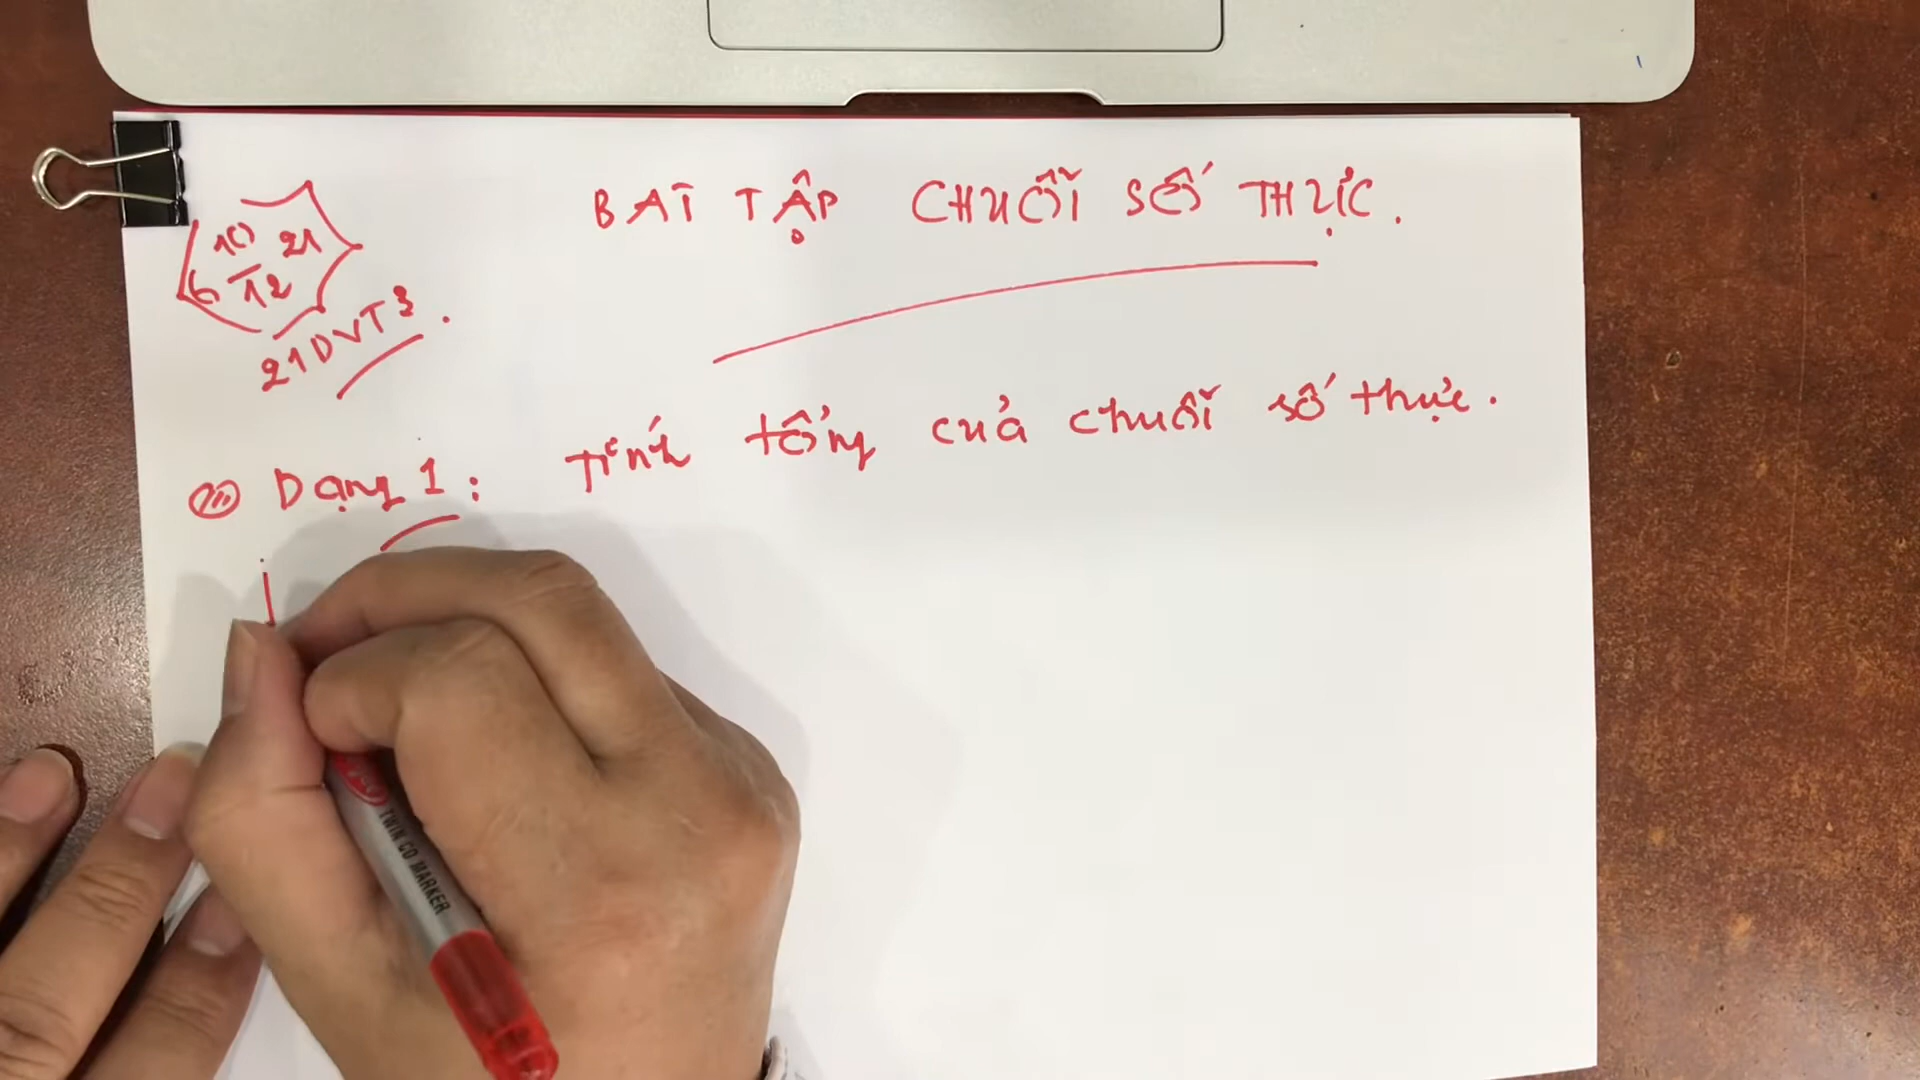 BÀI TẬP CHUỖI SỐ THỰC.
10 21
6 12
21DVT3.
Dạng 1: Tính tổng của chuỗi số thực.
TWIN CD MARKER